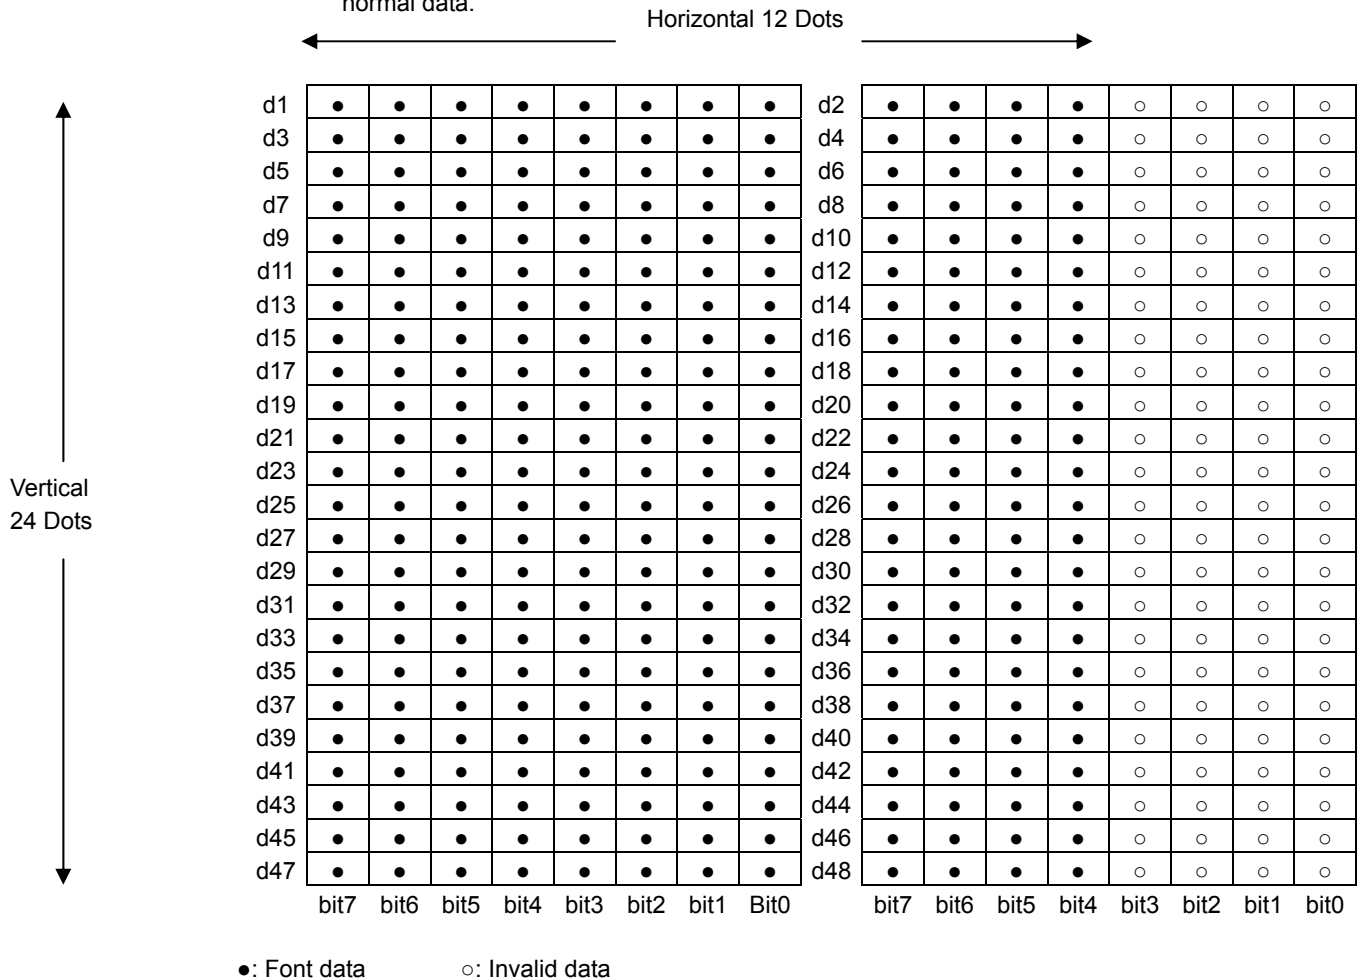 normal data.
Horizontal 12 Dots
d1 ● ● ● ● ● ● ● ● d2 ● ● ● ● ○ ○ ○ ○
d3 ● ● ● ● ● ● ● ● d4 ● ● ● ● ○ ○ ○ ○
d5 ● ● ● ● ● ● ● ● d6 ● ● ● ● ○ ○ ○ ○
d7 ● ● ● ● ● ● ● ● d8 ● ● ● ● ○ ○ ○ ○
d9 ● ● ● ● ● ● ● ● d10 ● ● ● ● ○ ○ ○ ○
d11 ● ● ● ● ● ● ● ● d12 ● ● ● ● ○ ○ ○ ○
d13 ● ● ● ● ● ● ● ● d14 ● ● ● ● ○ ○ ○ ○
d15 ● ● ● ● ● ● ● ● d16 ● ● ● ● ○ ○ ○ ○
d17 ● ● ● ● ● ● ● ● d18 ● ● ● ● ○ ○ ○ ○
d19 ● ● ● ● ● ● ● ● d20 ● ● ● ● ○ ○ ○ ○
d21 ● ● ● ● ● ● ● ● d22 ● ● ● ● ○ ○ ○ ○
d23 ● ● ● ● ● ● ● ● d24 ● ● ● ● ○ ○ ○ ○
Vertical
24 Dots
d25 ● ● ● ● ● ● ● ● d26 ● ● ● ● ○ ○ ○ ○
d27 ● ● ● ● ● ● ● ● d28 ● ● ● ● ○ ○ ○ ○
d29 ● ● ● ● ● ● ● ● d30 ● ● ● ● ○ ○ ○ ○
d31 ● ● ● ● ● ● ● ● d32 ● ● ● ● ○ ○ ○ ○
d33 ● ● ● ● ● ● ● ● d34 ● ● ● ● ○ ○ ○ ○
d35 ● ● ● ● ● ● ● ● d36 ● ● ● ● ○ ○ ○ ○
d37 ● ● ● ● ● ● ● ● d38 ● ● ● ● ○ ○ ○ ○
d39 ● ● ● ● ● ● ● ● d40 ● ● ● ● ○ ○ ○ ○
d41 ● ● ● ● ● ● ● ● d42 ● ● ● ● ○ ○ ○ ○
d43 ● ● ● ● ● ● ● ● d44 ● ● ● ● ○ ○ ○ ○
d45 ● ● ● ● ● ● ● ● d46 ● ● ● ● ○ ○ ○ ○
d47 ● ● ● ● ● ● ● ● d48 ● ● ● ● ○ ○ ○ ○
bit7 bit6 bit5 bit4 bit3 bit2 bit1 Bit0 bit7 bit6 bit5 bit4 bit3 bit2 bit1 bit0
●: Font data ○: Invalid data